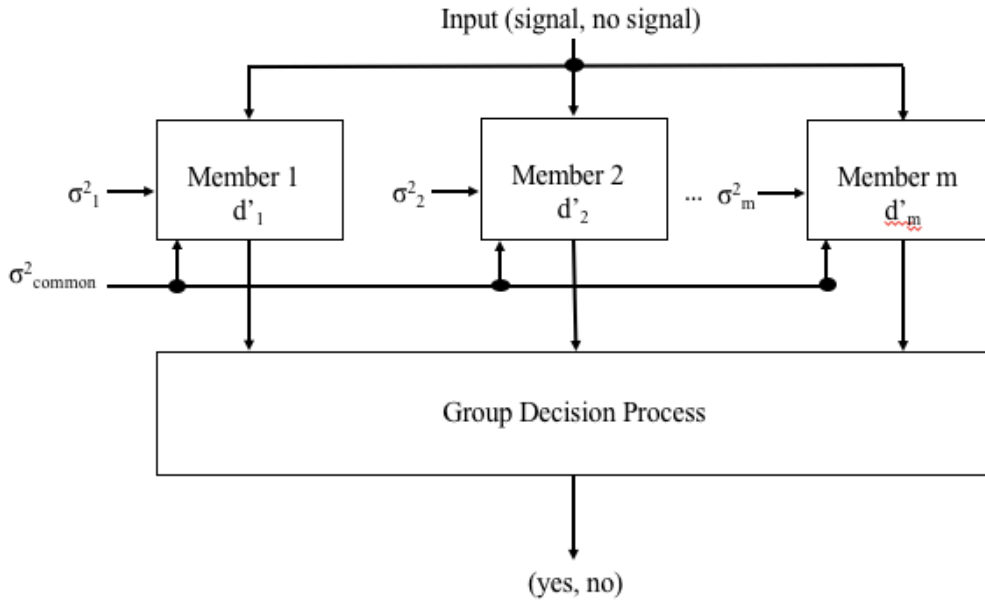 Input (signal, no signal)
σ²₁
Member 1
d'₁
σ²₂
Member 2
d'₂
... σ²ₘ
Member m
d'ₘ
σ²common
Group Decision Process
(yes, no)